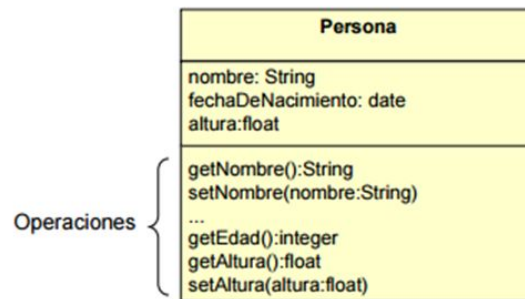 Persona
nombre: String
fechaDeNacimiento: date
altura:float
Operaciones
getNombre():String
setNombre(nombre:String)
...
getEdad():integer
getAltura():float
setAltura(altura:float)